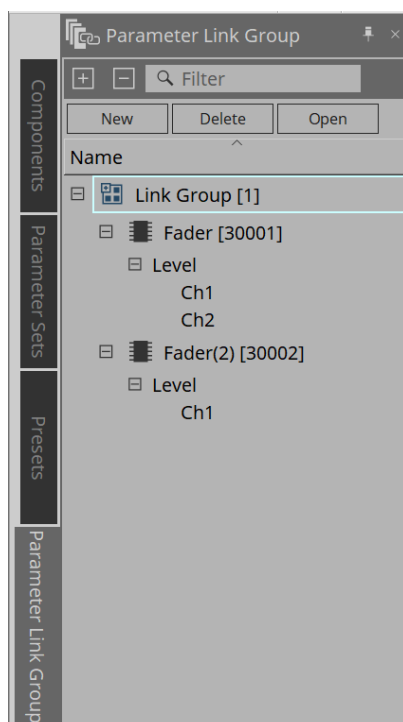 Parameter Link Group
Filter
New Delete Open
Name
Link Group [1]
Fader [30001]
Level
Ch1
Ch2
Fader(2) [30002]
Level
Ch1
Components
Parameter Sets
Presets
Parameter Link Group